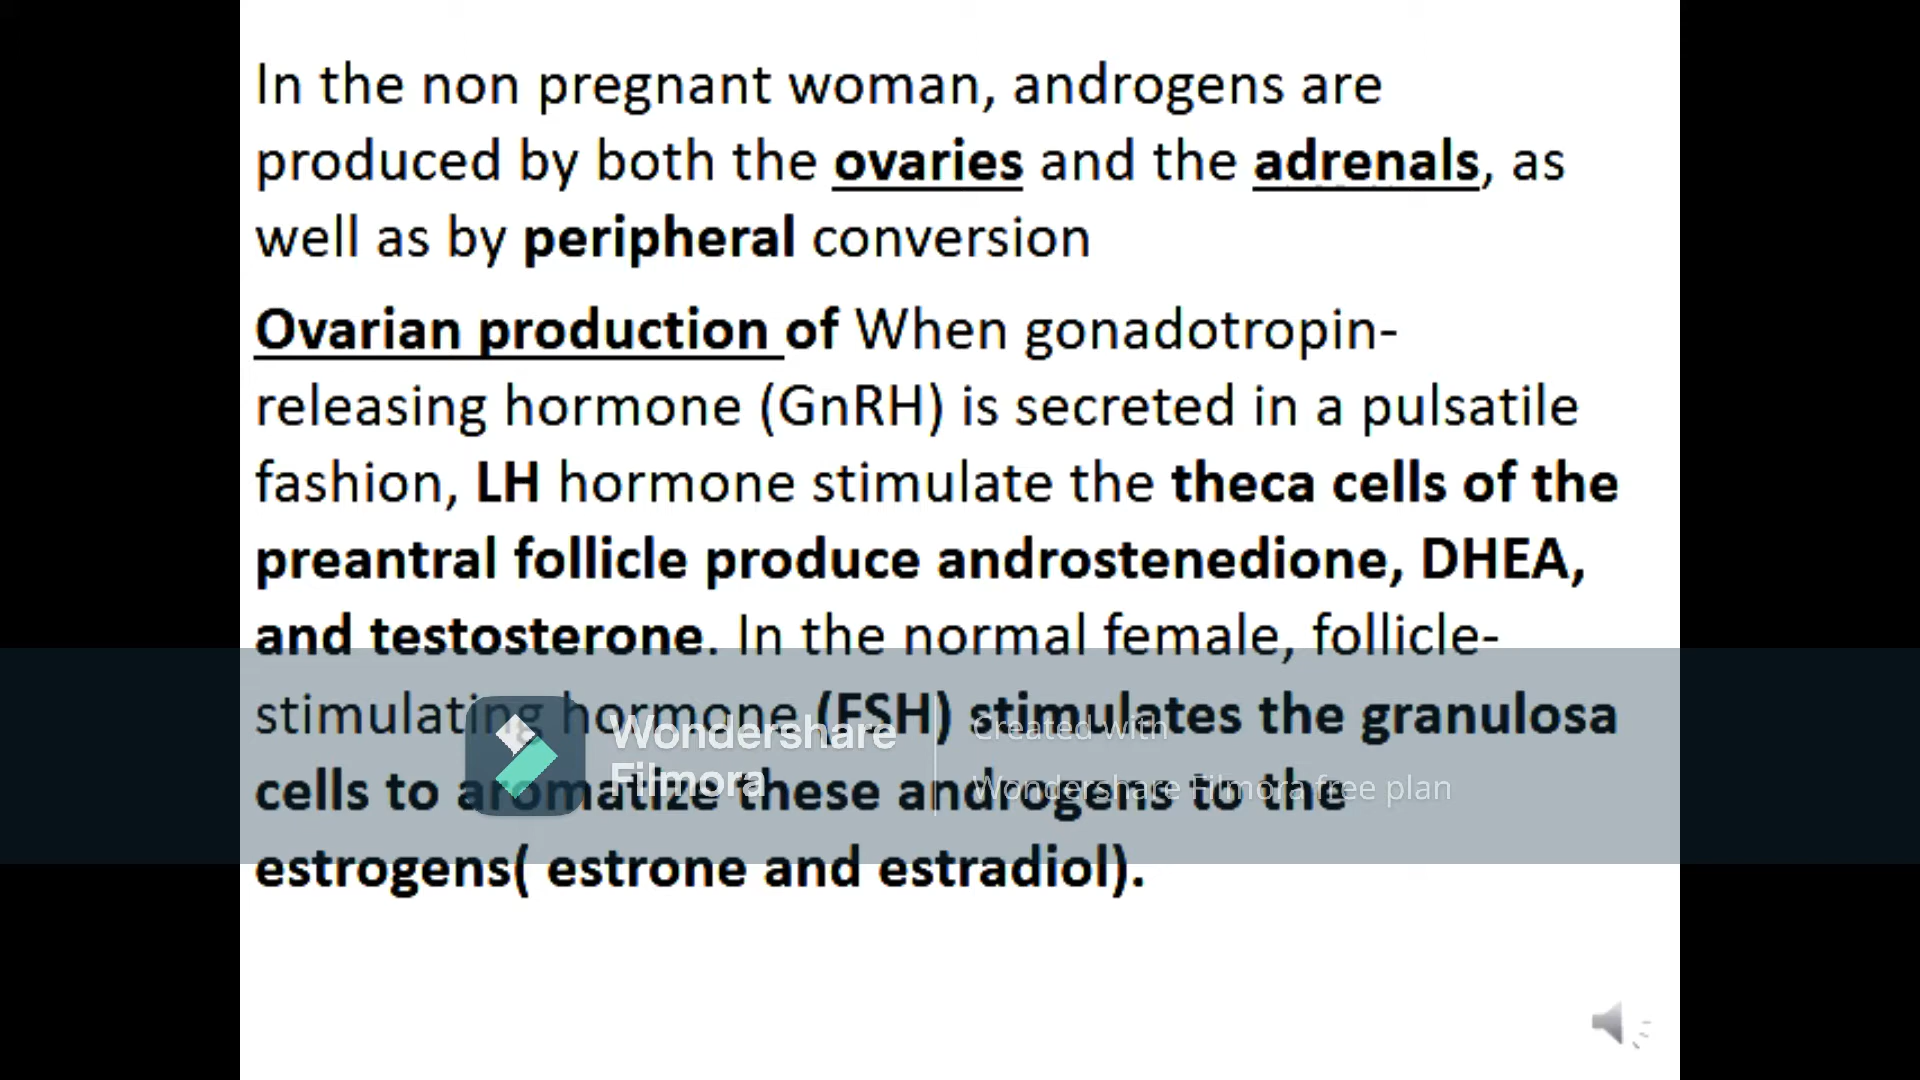 In the non pregnant woman, androgens are
produced by both the ovaries and the adrenals, as
well as by peripheral conversion
Ovarian production of When gonadotropin-
releasing hormone (GnRH) is secreted in a pulsatile
fashion, LH hormone stimulate the theca cells of the
preantral follicle produce androstenedione, DHEA,
and testosterone. In the normal female, follicle-
stimulating hormone (FSH) stimulates the granulosa
cells to aromatize these androgens to the
estrogens( estrone and estradiol).
Wondershare
Filmora
Created with
Wondershare Filmora free plan